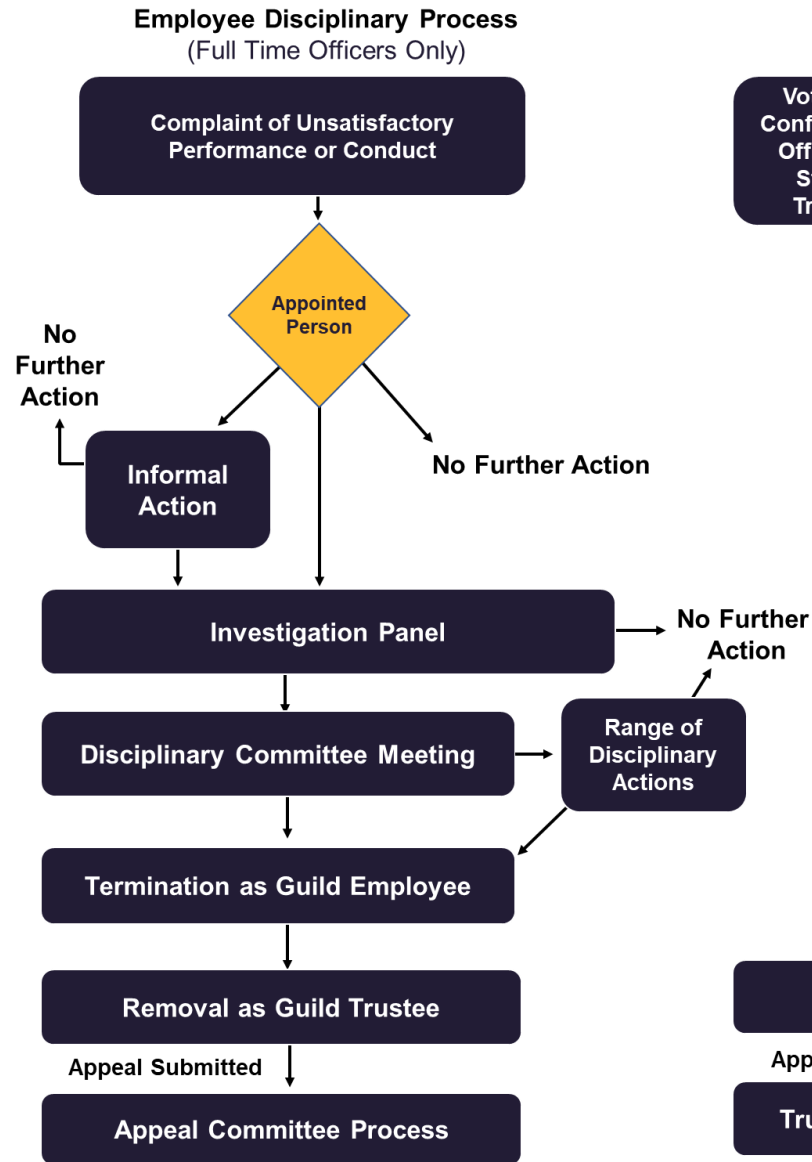 Employee Disciplinary Process
(Full Time Officers Only)
Complaint of Unsatisfactory
Performance or Conduct
Appointed
Person
No
Further
Action
Informal
Action
No Further Action
Investigation Panel
No Further
Action
Disciplinary Committee Meeting
Range of
Disciplinary
Actions
Termination as Guild Employee
Removal as Guild Trustee
Appeal Submitted
Appeal Committee Process